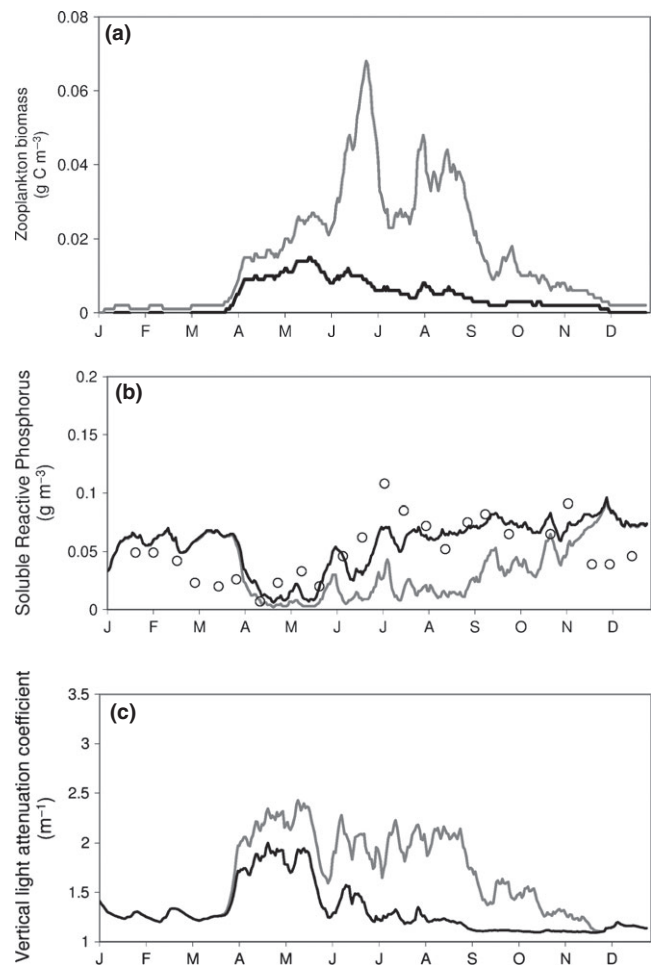 (a)
Zooplankton biomass
(g C m⁻³)
0.08
0.06
0.04
0.02
0
J F M A M J J A S O N D
(b)
Soluble Reactive Phosphorus
(g m⁻³)
0.2
0.15
0.1
0.05
0
J F M A M J J A S O N D
(c)
Vertical light attenuation coefficient
(m⁻¹)
3.5
3
2.5
2
1.5
1
J F M A M J J A S O N D